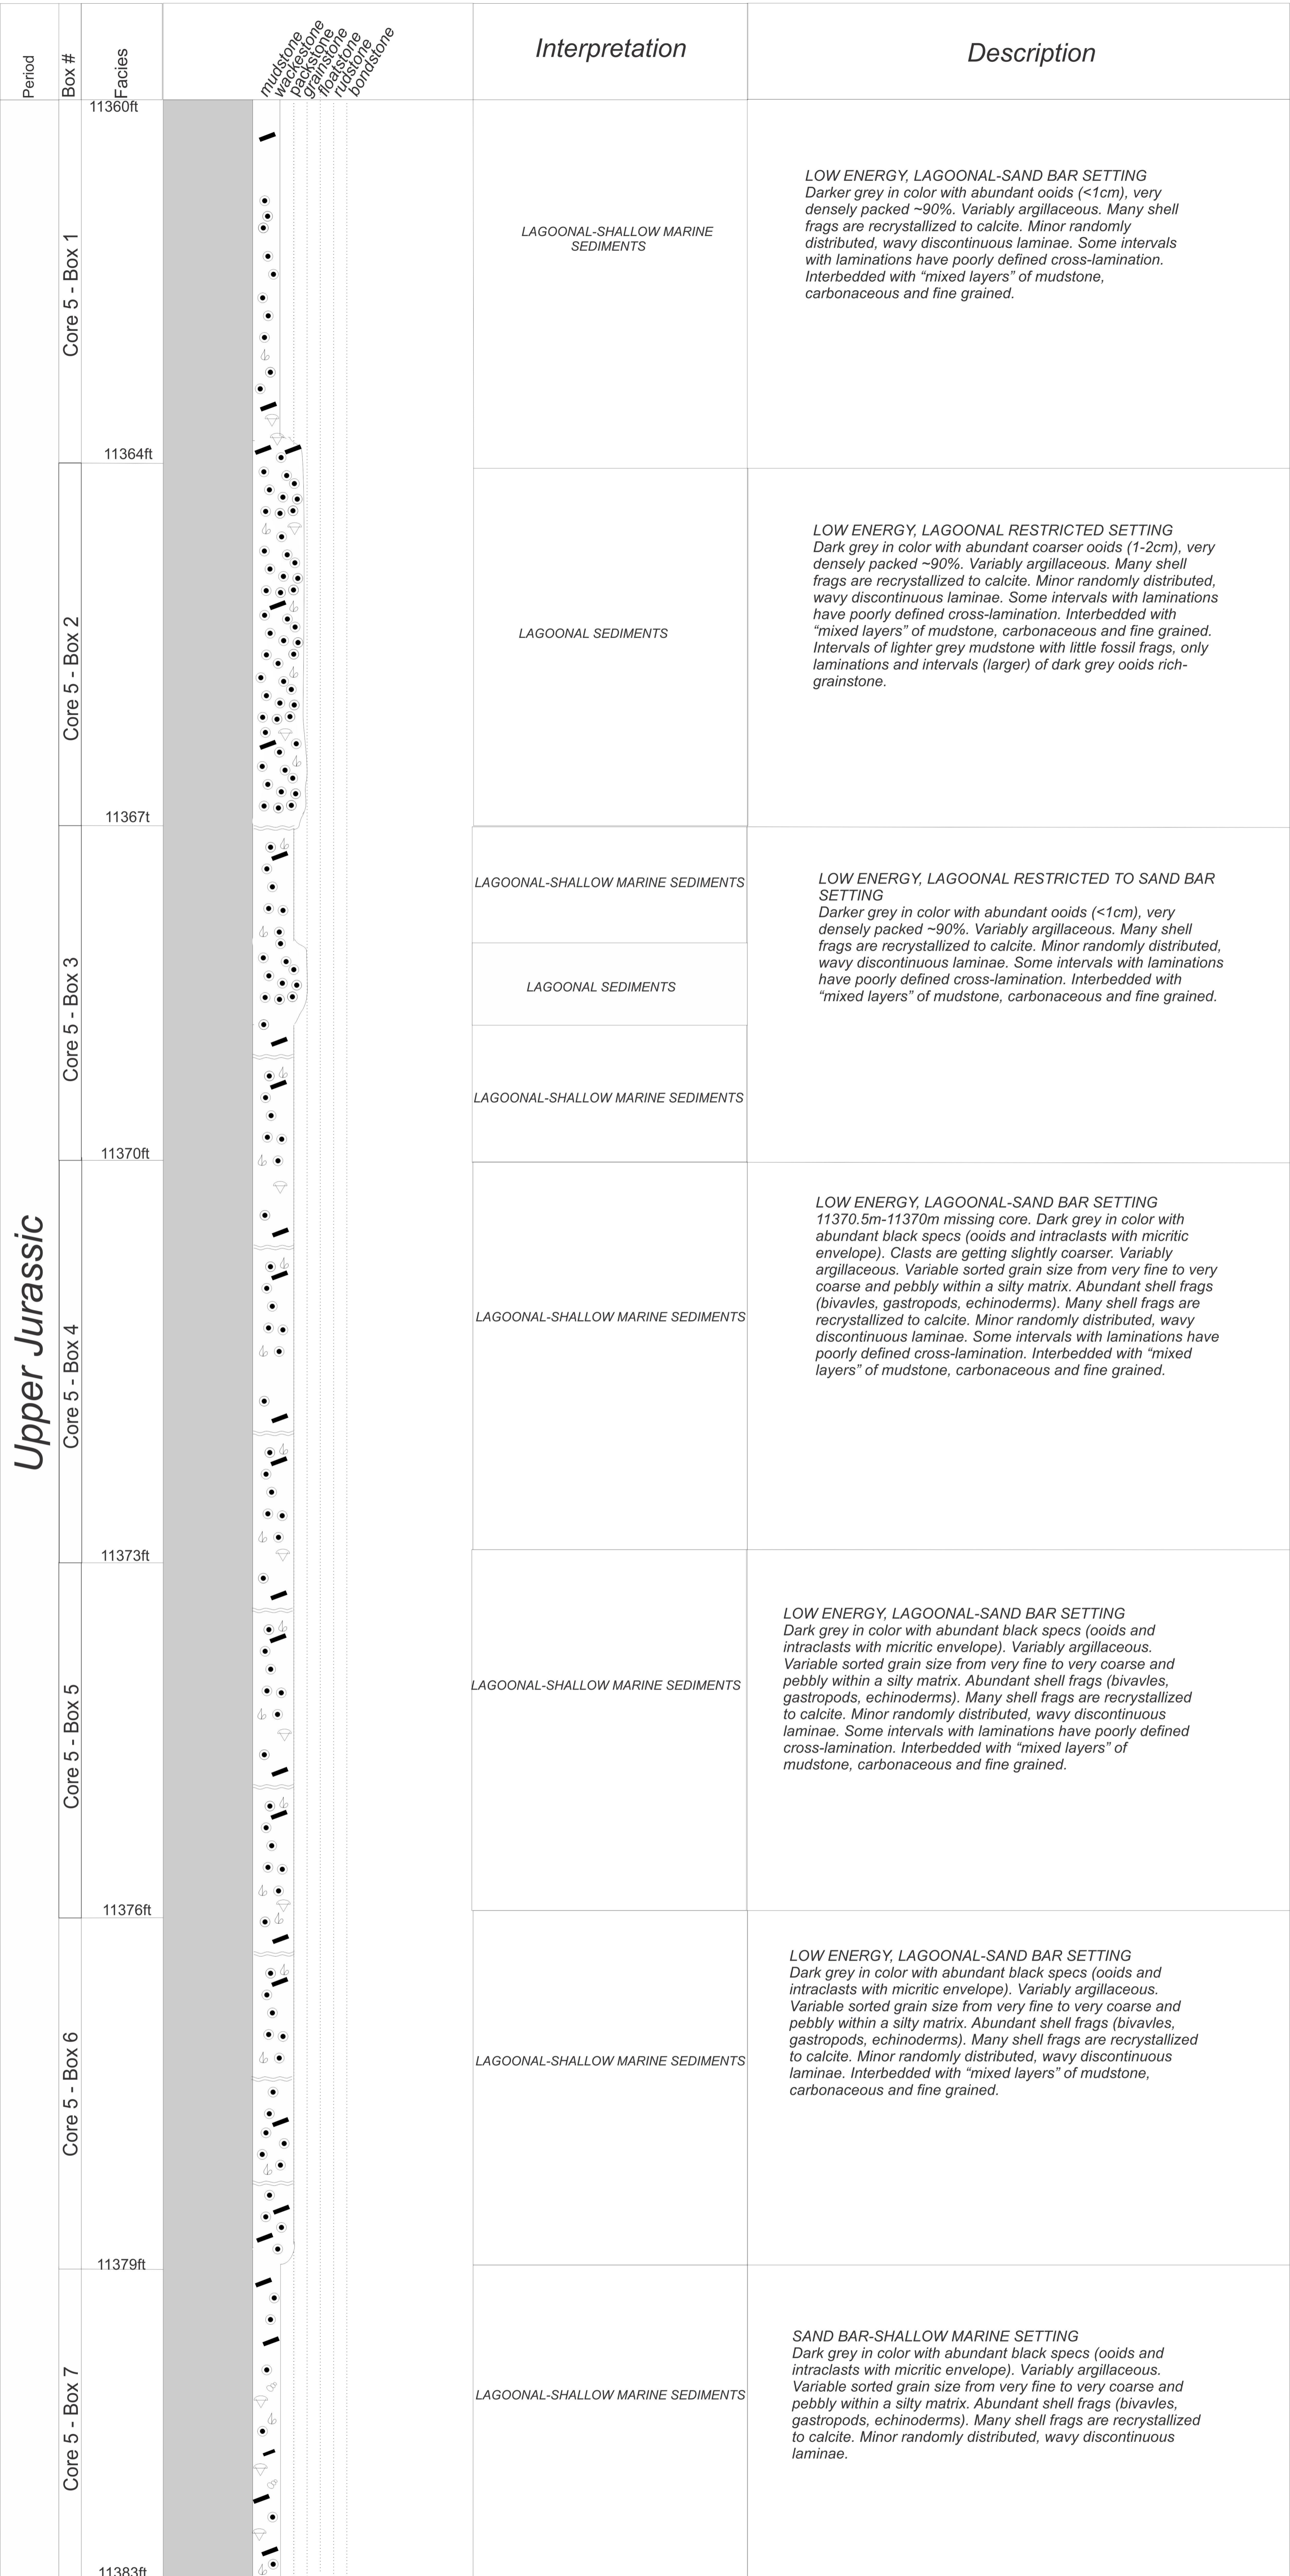 Period
Box #
Facies
mudstone
wackestone
packstone
grainstone
floatstone
rudstone
bondstone
Interpretation
Description
Upper Jurassic
11360ft
Core 5 - Box 1
LAGOONAL-SHALLOW MARINE
SEDIMENTS
LOW ENERGY, LAGOONAL-SAND BAR SETTING
Darker grey in color with abundant ooids (<1cm), very
densely packed ~90%. Variably argillaceous. Many shell
frags are recrystallized to calcite. Minor randomly
distributed, wavy discontinuous laminae. Some intervals
with laminations have poorly defined cross-lamination.
Interbedded with “mixed layers” of mudstone,
carbonaceous and fine grained.
11364ft
Core 5 - Box 2
LAGOONAL SEDIMENTS
LOW ENERGY, LAGOONAL RESTRICTED SETTING
Dark grey in color with abundant coarser ooids (1-2cm), very
densely packed ~90%. Variably argillaceous. Many shell
frags are recrystallized to calcite. Minor randomly distributed,
wavy discontinuous laminae. Some intervals with laminations
have poorly defined cross-lamination. Interbedded with
“mixed layers” of mudstone, carbonaceous and fine grained.
Intervals of lighter grey mudstone with little fossil frags, only
laminations and intervals (larger) of dark grey ooids rich-
grainstone.
11367t
Core 5 - Box 3
LAGOONAL-SHALLOW MARINE SEDIMENTS
LAGOONAL SEDIMENTS
LAGOONAL-SHALLOW MARINE SEDIMENTS
LOW ENERGY, LAGOONAL RESTRICTED TO SAND BAR
SETTING
Darker grey in color with abundant ooids (<1cm), very
densely packed ~90%. Variably argillaceous. Many shell
frags are recrystallized to calcite. Minor randomly distributed,
wavy discontinuous laminae. Some intervals with laminations
have poorly defined cross-lamination. Interbedded with
“mixed layers” of mudstone, carbonaceous and fine grained.
11370ft
Core 5 - Box 4
LAGOONAL-SHALLOW MARINE SEDIMENTS
LOW ENERGY, LAGOONAL-SAND BAR SETTING
11370.5m-11370m missing core. Dark grey in color with
abundant black specs (ooids and intraclasts with micritic
envelope). Clasts are getting slightly coarser. Variably
argillaceous. Variable sorted grain size from very fine to very
coarse and pebbly within a silty matrix. Abundant shell frags
(bivavles, gastropods, echinoderms). Many shell frags are
recrystallized to calcite. Minor randomly distributed, wavy
discontinuous laminae. Some intervals with laminations have
poorly defined cross-lamination. Interbedded with “mixed
layers” of mudstone, carbonaceous and fine grained.
11373ft
Core 5 - Box 5
LAGOONAL-SHALLOW MARINE SEDIMENTS
LOW ENERGY, LAGOONAL-SAND BAR SETTING
Dark grey in color with abundant black specs (ooids and
intraclasts with micritic envelope). Variably argillaceous.
Variable sorted grain size from very fine to very coarse and
pebbly within a silty matrix. Abundant shell frags (bivavles,
gastropods, echinoderms). Many shell frags are recrystallized
to calcite. Minor randomly distributed, wavy discontinuous
laminae. Some intervals with laminations have poorly defined
cross-lamination. Interbedded with “mixed layers” of
mudstone, carbonaceous and fine grained.
11376ft
Core 5 - Box 6
LAGOONAL-SHALLOW MARINE SEDIMENTS
LOW ENERGY, LAGOONAL-SAND BAR SETTING
Dark grey in color with abundant black specs (ooids and
intraclasts with micritic envelope). Variably argillaceous.
Variable sorted grain size from very fine to very coarse and
pebbly within a silty matrix. Abundant shell frags (bivavles,
gastropods, echinoderms). Many shell frags are recrystallized
to calcite. Minor randomly distributed, wavy discontinuous
laminae. Interbedded with “mixed layers” of mudstone,
carbonaceous and fine grained.
11379ft
Core 5 - Box 7
LAGOONAL-SHALLOW MARINE SEDIMENTS
SAND BAR-SHALLOW MARINE SETTING
Dark grey in color with abundant black specs (ooids and
intraclasts with micritic envelope). Variably argillaceous.
Variable sorted grain size from very fine to very coarse and
pebbly within a silty matrix. Abundant shell frags (bivavles,
gastropods, echinoderms). Many shell frags are recrystallized
to calcite. Minor randomly distributed, wavy discontinuous
laminae.
11383ft